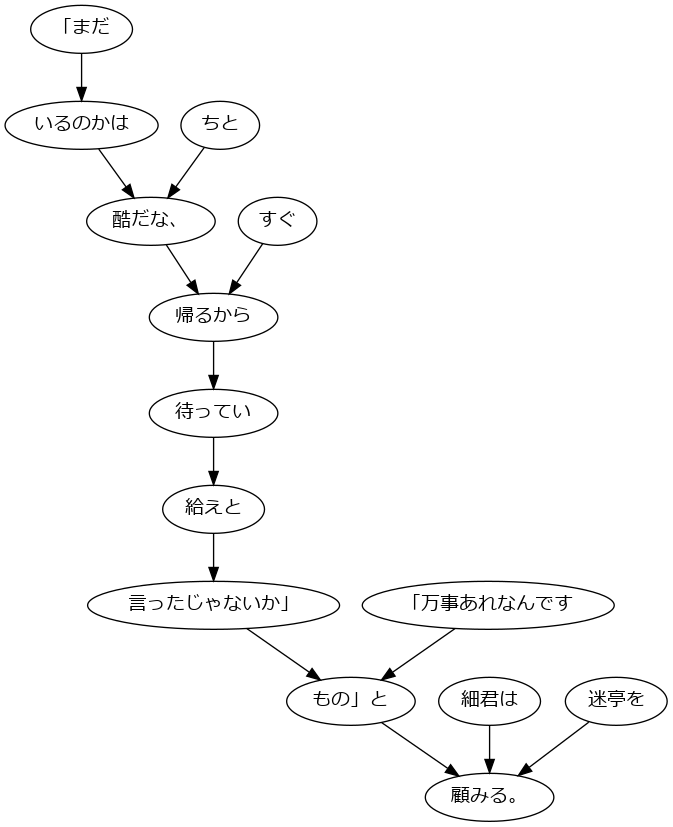 「まだ
いるのかは
ちと
酷だな、
すぐ
帰るから
待ってい
給えと
言ったじゃないか」
「万事あれなんです
もの」と
細君は
迷亭を
顧みる。